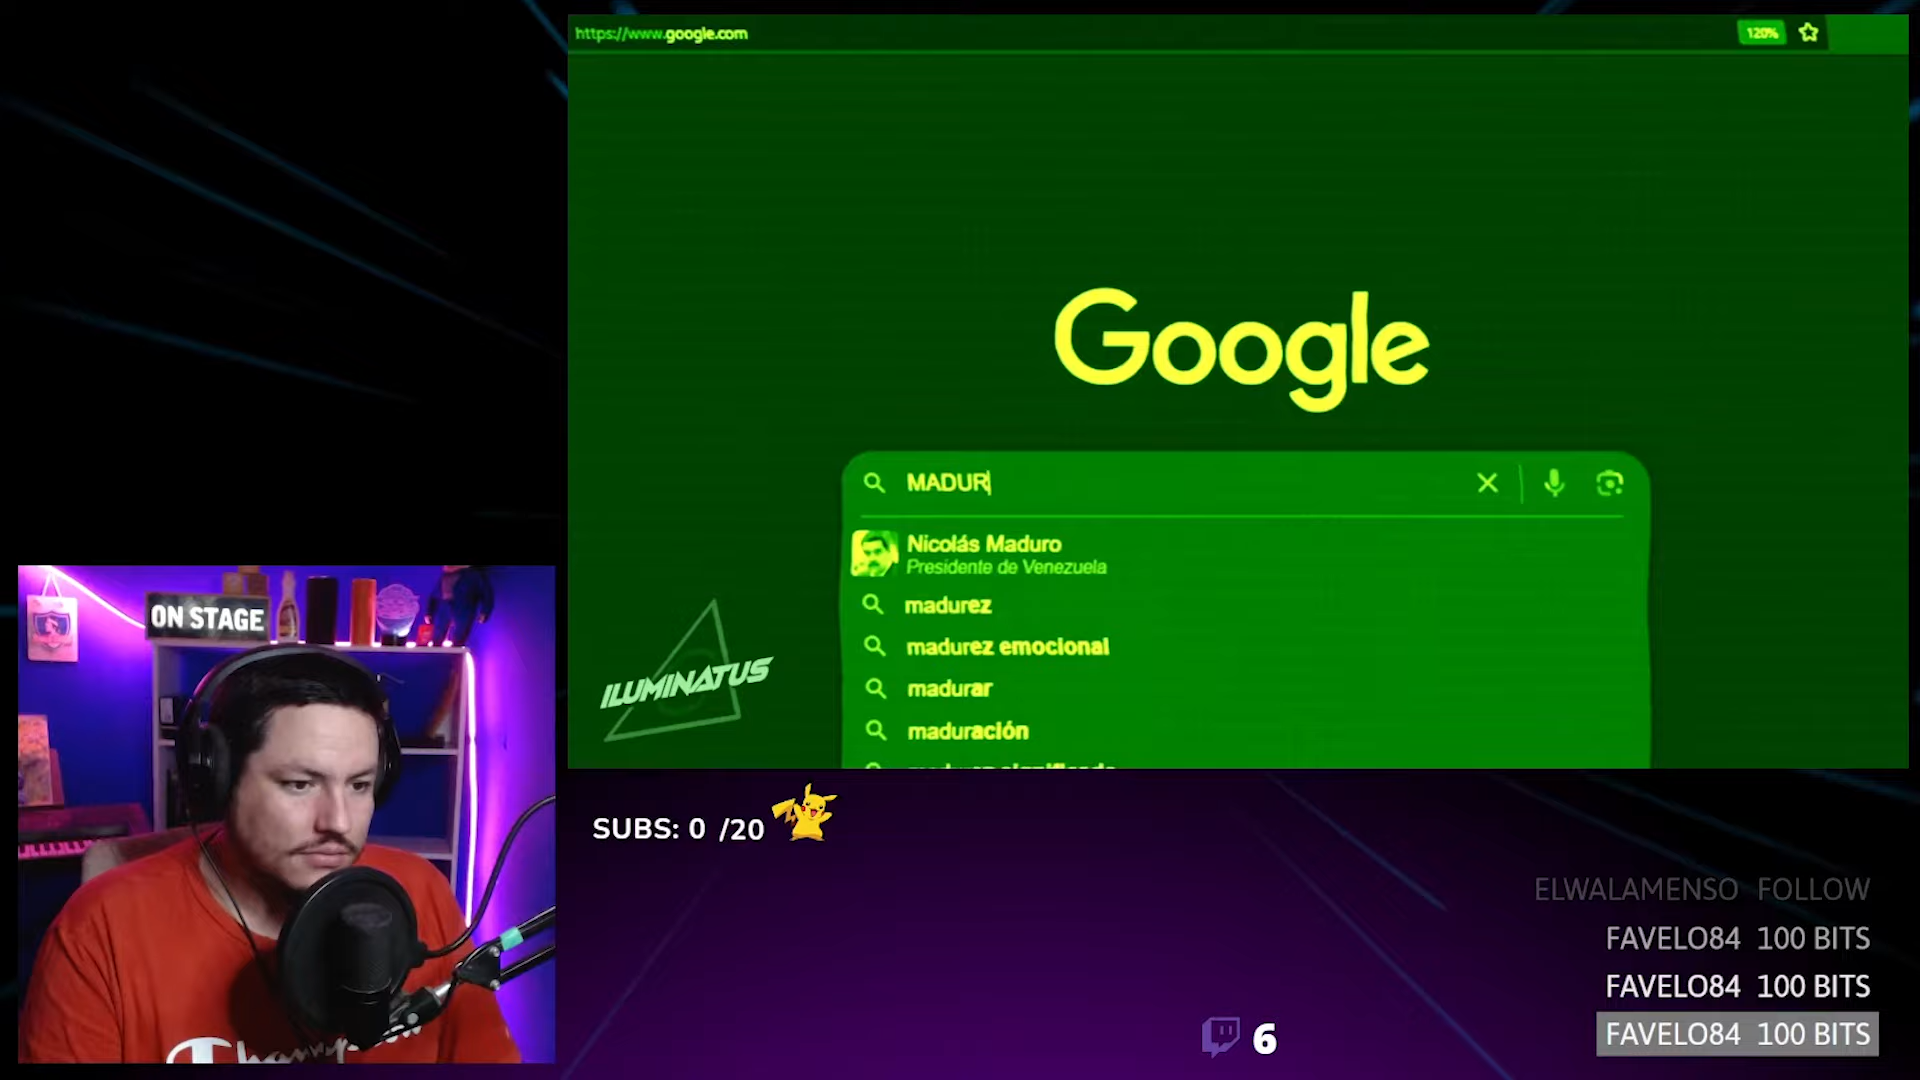 https://www.google.com
120%
Google
MADUR
Nicolás Maduro
Presidente de Venezuela
madurez
madurez emocional
madurar
maduración
ILUMINATUS
ON STAGE
SUBS: 0 /20
ELWALAMENSO FOLLOW
FAVELO84 100 BITS
FAVELO84 100 BITS
FAVELO84 100 BITS
6